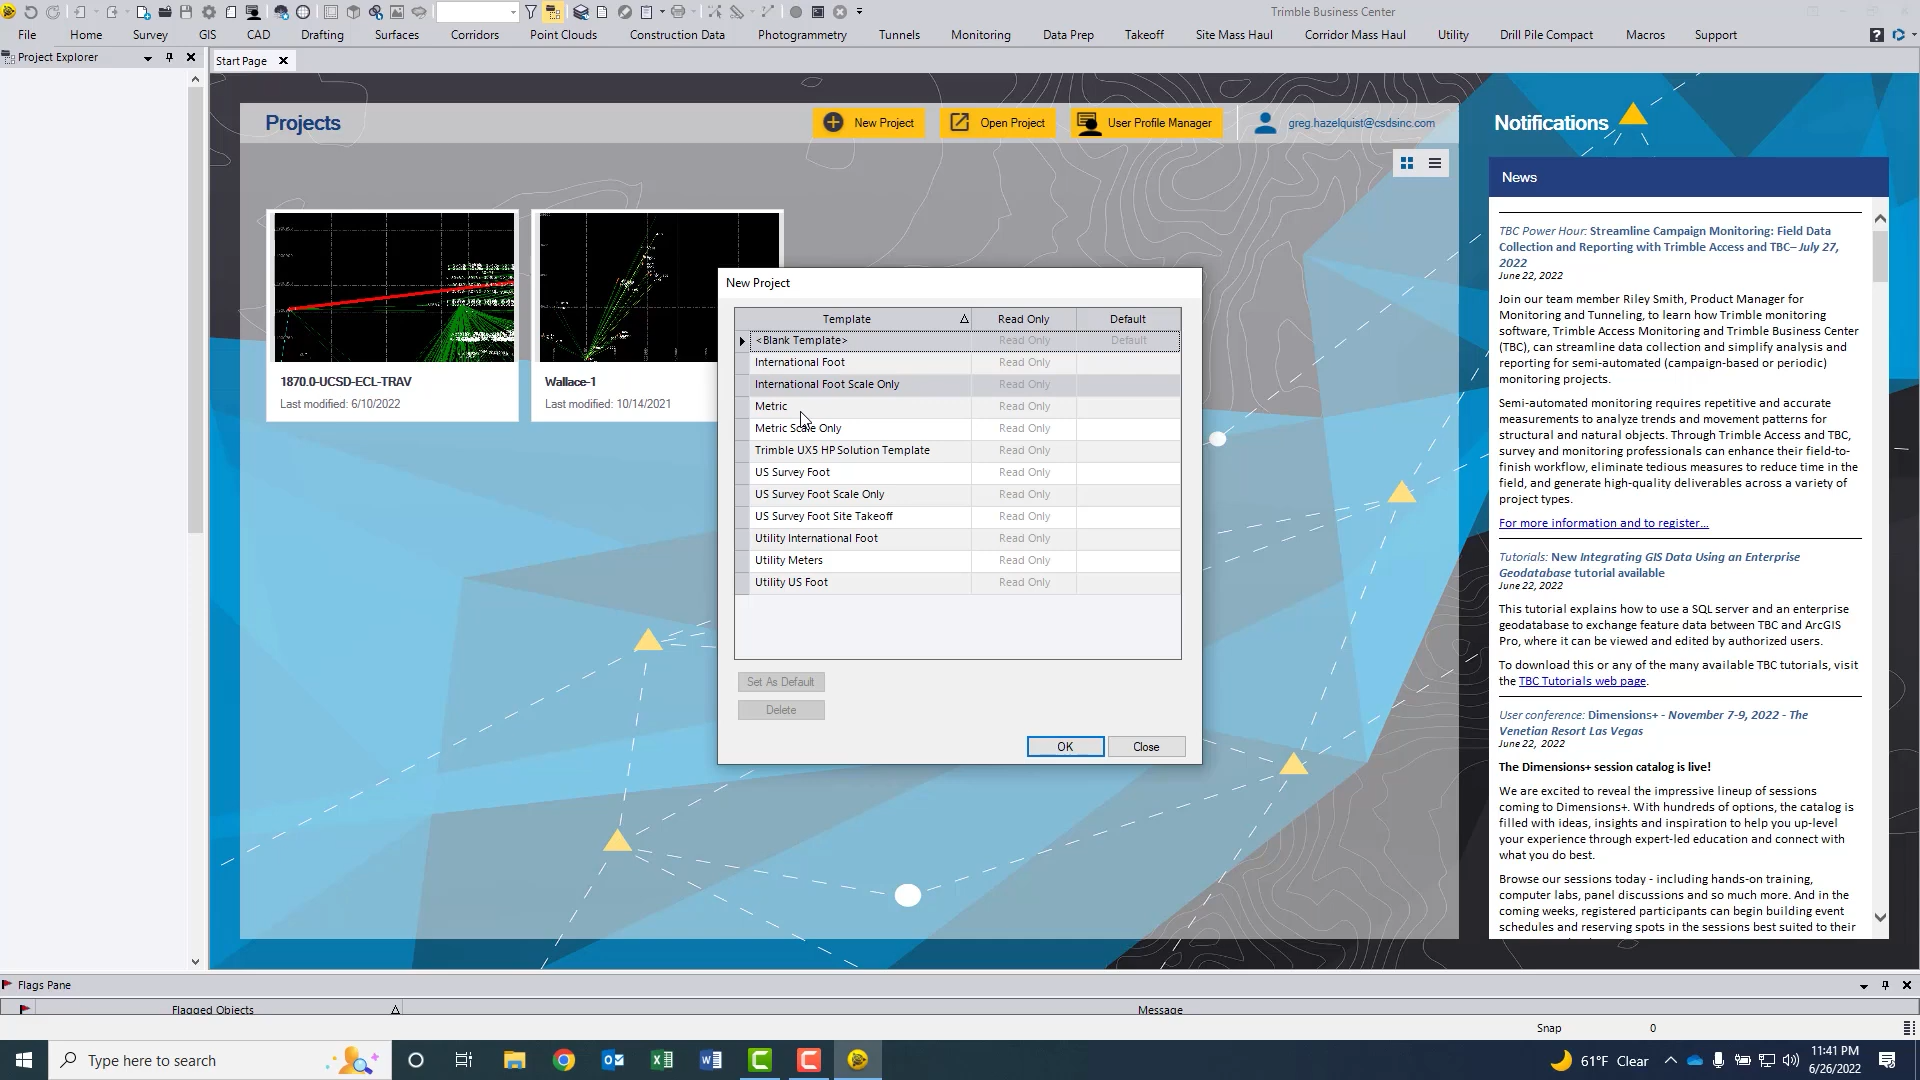 Trimble Business Center
File Home Survey GIS CAD Drafting Surfaces Corridors Point Clouds Construction Data Photogrammetry Tunnels Monitoring Data Prep Takeoff Site Mass Haul Corridor Mass Haul Utility Drill Pile Compact Macros Support
Project Explorer
Start Page
Projects
New Project
Open Project
User Profile Manager
greg.hazelquist@csdsinc.com
1870.0-UCSD-ECL-TRAV
Last modified: 6/10/2022
Wallace-1
Last modified: 10/14/2021
New Project
Template Read Only Default
<Blank Template> Read Only Default
International Foot Read Only
International Foot Scale Only Read Only
Metric Read Only
Metric Scale Only Read Only
Trimble UX5 HP Solution Template Read Only
US Survey Foot Read Only
US Survey Foot Scale Only Read Only
US Survey Foot Site Takeoff Read Only
Utility International Foot Read Only
Utility Meters Read Only
Utility US Foot Read Only
Set As Default
Delete
OK Close
Notifications
News
TBC Power Hour: Streamline Campaign Monitoring: Field Data
Collection and Reporting with Trimble Access and TBC– July 27,
2022
June 22, 2022
Join our team member Riley Smith, Product Manager for
Monitoring and Tunneling, to learn how Trimble monitoring
software, Trimble Access Monitoring and Trimble Business Center
(TBC), can streamline data collection and simplify analysis and
reporting for semi-automated (campaign-based or periodic)
monitoring projects.
Semi-automated monitoring requires repetitive and accurate
measurements to analyze trends and movement patterns for
structural and natural objects. Through Trimble Access and TBC,
survey and monitoring professionals can enhance their field-to-
finish workflow, eliminate tedious measures to reduce time in the
field, and generate high-quality deliverables across a variety of
project types.
For more information and to register...
Tutorials: New Integrating GIS Data Using an Enterprise
Geodatabase tutorial available
June 22, 2022
This tutorial explains how to use a SQL server and an enterprise
geodatabase to exchange feature data between TBC and ArcGIS
Pro, where it can be viewed and edited by authorized users.
To download this or any of the many available TBC tutorials, visit
the TBC Tutorials web page.
User conference: Dimensions+ - November 7-9, 2022 - The
Venetian Resort Las Vegas
June 22, 2022
The Dimensions+ session catalog is live!
We are excited to reveal the impressive lineup of sessions
coming to Dimensions+. With hundreds of options, the catalog is
filled with ideas, insights and inspiration to help you up-level
your experience through expert-led education and connect with
what you do best.
Browse our sessions today - including hands-on training,
computer labs, panel discussions and so much more. And in the
coming weeks, registered participants can begin building event
schedules and reserving spots in the sessions best suited to their
Flags Pane
Flagged Objects Message
Snap 0
Type here to search
61°F Clear
11:41 PM
6/26/2022